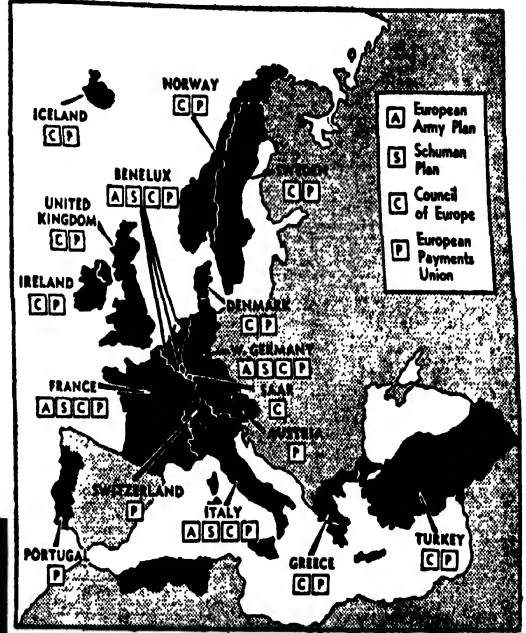 NORWAY
C P
ICELAND
C P
A European
Army Plan
S Schuman
Plan
C Council
of Europe
P European
Payments
Union
BENELUX
A S C P
SWEDEN
C P
UNITED
KINGDOM
C P
IRELAND
C P
DENMARK
C P
W. GERMANY
A S C P
SAAR
C
FRANCE
A S C P
AUSTRIA
P
SWITZERLAND
P
ITALY
A S C P
PORTUGAL
P
GREECE
C P
TURKEY
C P